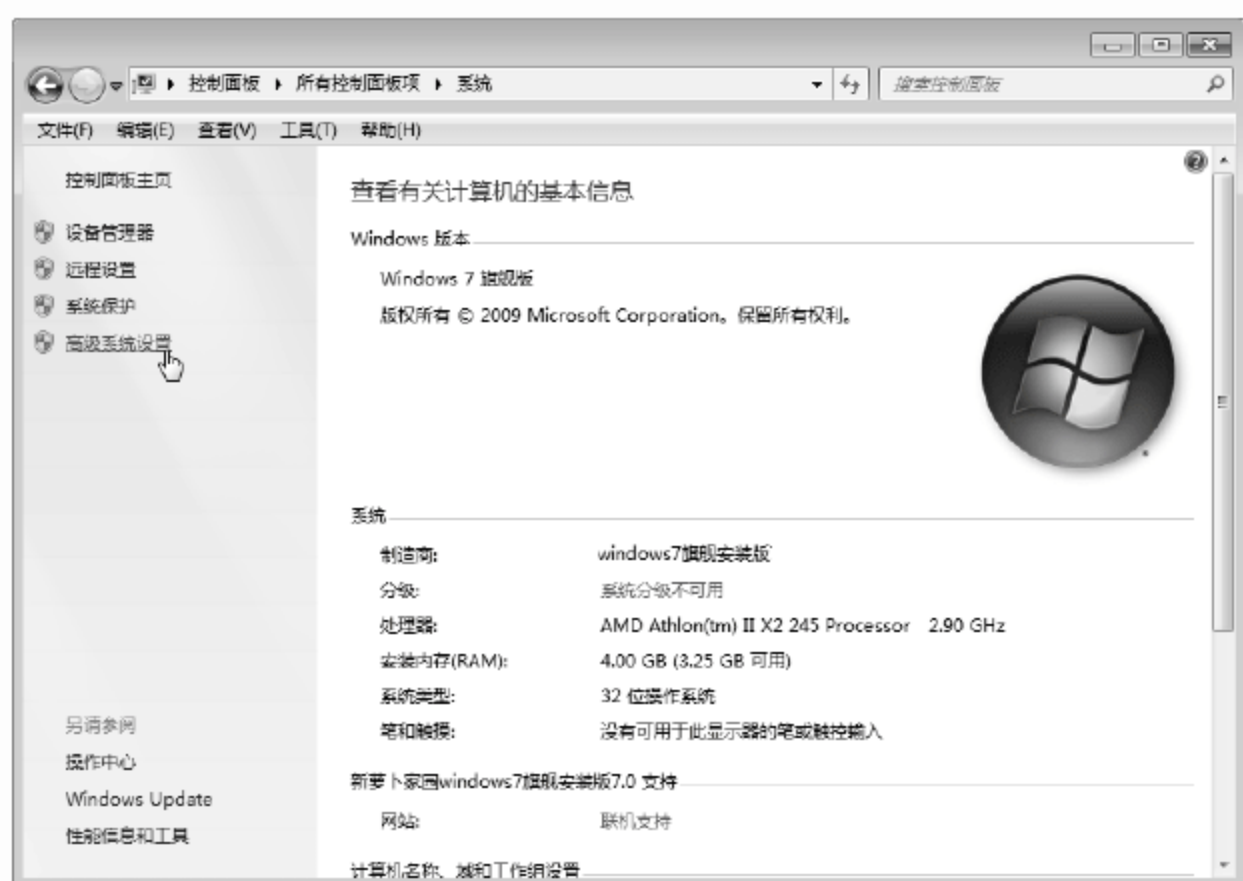 控制面板 所有控制面板项 系统
搜索控制面板
文件(F) 编辑(E) 查看(V) 工具(T) 帮助(H)
控制面板主页
设备管理器
远程设置
系统保护
高级系统设置
另请参阅
操作中心
Windows Update
性能信息和工具
查看有关计算机的基本信息
Windows 版本
Windows 7 旗舰版
版权所有 © 2009 Microsoft Corporation。保留所有权利。
系统
制造商: windows7旗舰安装版
分级: 系统分级不可用
处理器: AMD Athlon(tm) II X2 245 Processor 2.90 GHz
安装内存(RAM): 4.00 GB (3.25 GB 可用)
系统类型: 32 位操作系统
笔和触摸: 没有可用于此显示器的笔或触控输入
新萝卜家园windows7旗舰安装版7.0 支持
网站: 联机支持
计算机名称、域和工作组设置